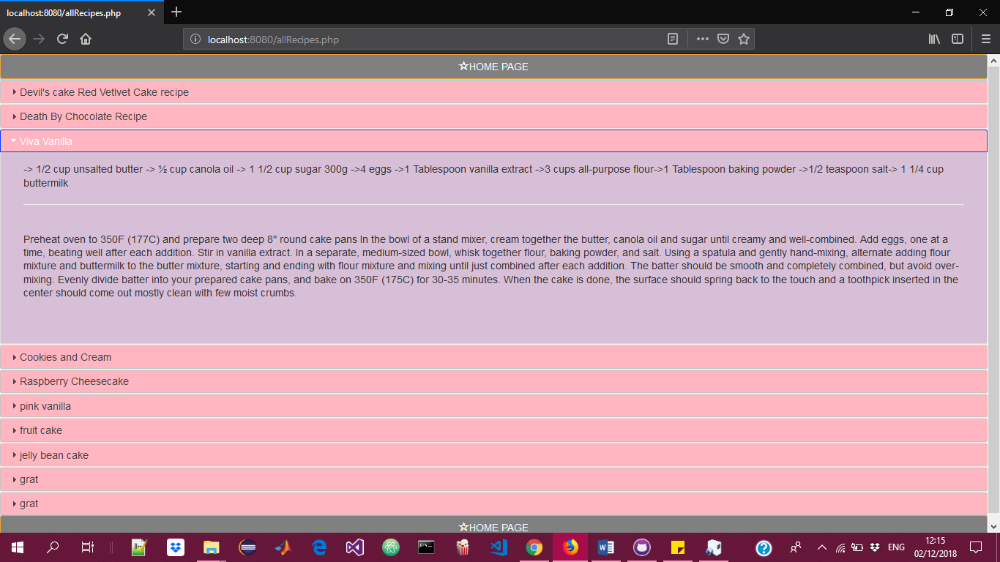 localhost:8080/allRecipes.php
localhost:8080/allRecipes.php
☆HOME PAGE
Devil's cake Red Vetlvet Cake recipe
Death By Chocolate Recipe
Viva Vanilla
-> 1/2 cup unsalted butter -> ½ cup canola oil -> 1 1/2 cup sugar 300g ->4 eggs ->1 Tablespoon vanilla extract ->3 cups all-purpose flour->1 Tablespoon baking powder ->1/2 teaspoon salt-> 1 1/4 cup
buttermilk
Preheat oven to 350F (177C) and prepare two deep 8" round cake pans In the bowl of a stand mixer, cream together the butter, canola oil and sugar until creamy and well-combined. Add eggs, one at a
time, beating well after each addition. Stir in vanilla extract. In a separate, medium-sized bowl, whisk together flour, baking powder, and salt. Using a spatula and gently hand-mixing, alternate adding flour
mixture and buttermilk to the butter mixture, starting and ending with flour mixture and mixing until just combined after each addition. The batter should be smooth and completely combined, but avoid over-
mixing. Evenly divide batter into your prepared cake pans, and bake on 350F (175C) for 30-35 minutes. When the cake is done, the surface should spring back to the touch and a toothpick inserted in the
center should come out mostly clean with few moist crumbs.
Cookies and Cream
Raspberry Cheesecake
pink vanilla
fruit cake
jelly bean cake
grat
grat
☆HOME PAGE
ENG
12:15
02/12/2018